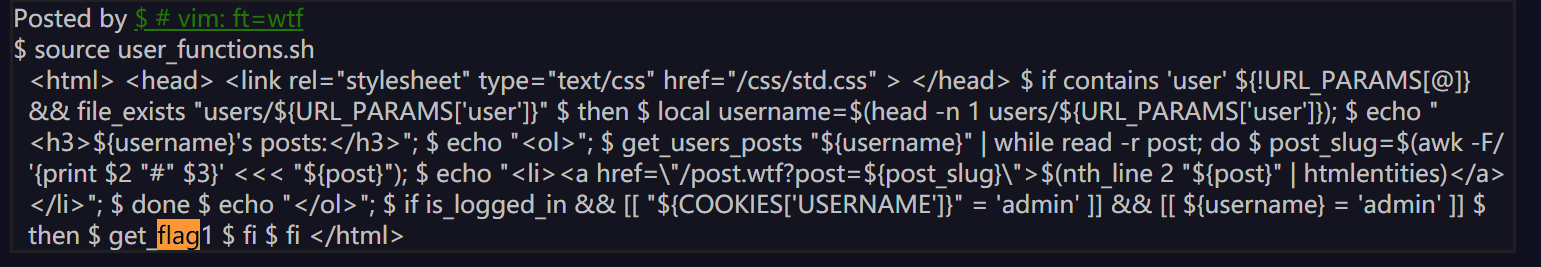 Posted by $ # vim: ft=wtf
$ source user_functions.sh
<html> <head> <link rel="stylesheet" type="text/css" href="/css/std.css" > </head> $ if contains 'user' ${!URL_PARAMS[@]}
&& file_exists "users/${URL_PARAMS['user']}" $ then $ local username=$(head -n 1 users/${URL_PARAMS['user']}); $ echo "
<h3>${username}'s posts:</h3>"; $ echo "<ol>"; $ get_users_posts "${username}" | while read -r post; do $ post_slug=$(awk -F/
'{print $2 "#" $3}' <<< "${post}"); $ echo "<li><a href=\"/post.wtf?post=${post_slug}\">$(nth_line 2 "${post}" | htmlentities)</a>
</li>"; $ done $ echo "</ol>"; $ if is_logged_in && [[ "${COOKIES['USERNAME']}" = 'admin' ]] && [[ ${username} = 'admin' ]] $
then $ get_flag1 $ fi $ fi </html>